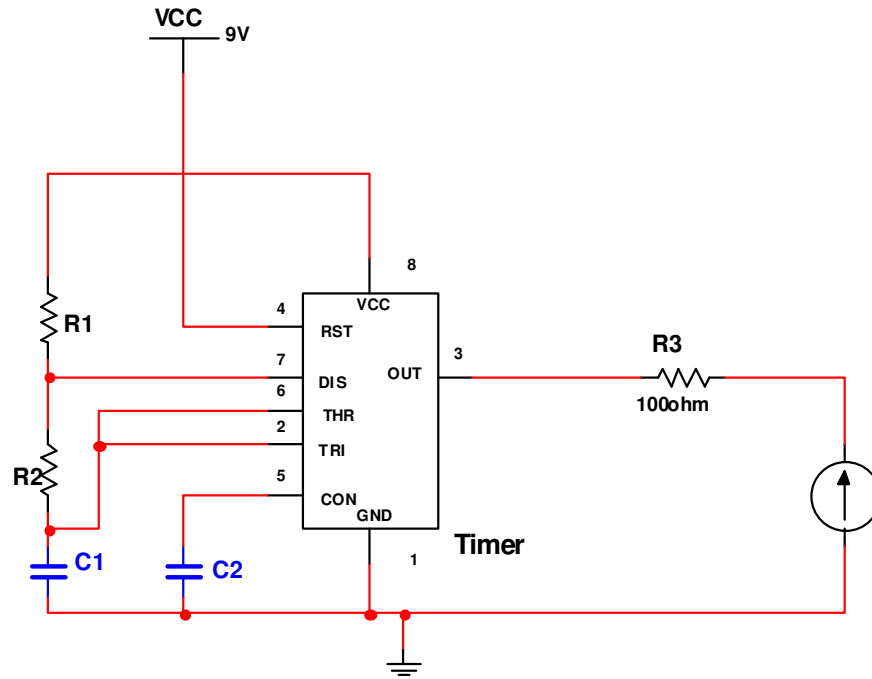 VCC
9V
8
VCC
4
RST
R1
3
R3
7
DIS
OUT
6
100ohm
THR
2
TRI
R2
5
CON
GND
Timer
1
C1
C2